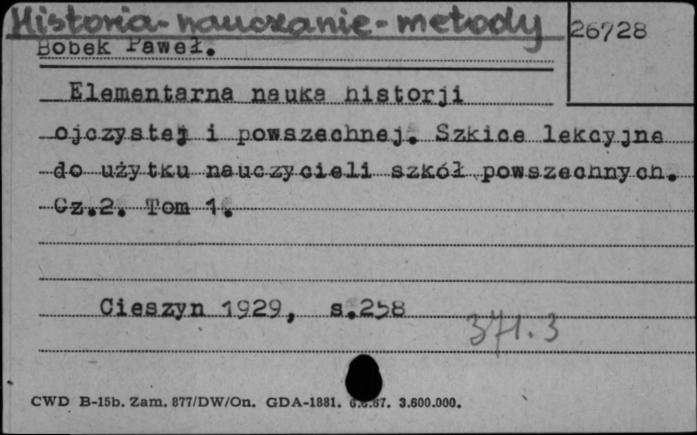 Historia - nauczanie - metody
26728
Bobek Paweł.
Elementarna nauka historji
ojczystej i powszechnej. Szkice lekcyjne
do użytku nauczycieli szkół powszechnych.
Cz.2. Tom 1.
Cieszyn 1929, s.258
371.3
CWD B-15b. Zam. 877/DW/On. GDA-1881. 67. 3.600.000.